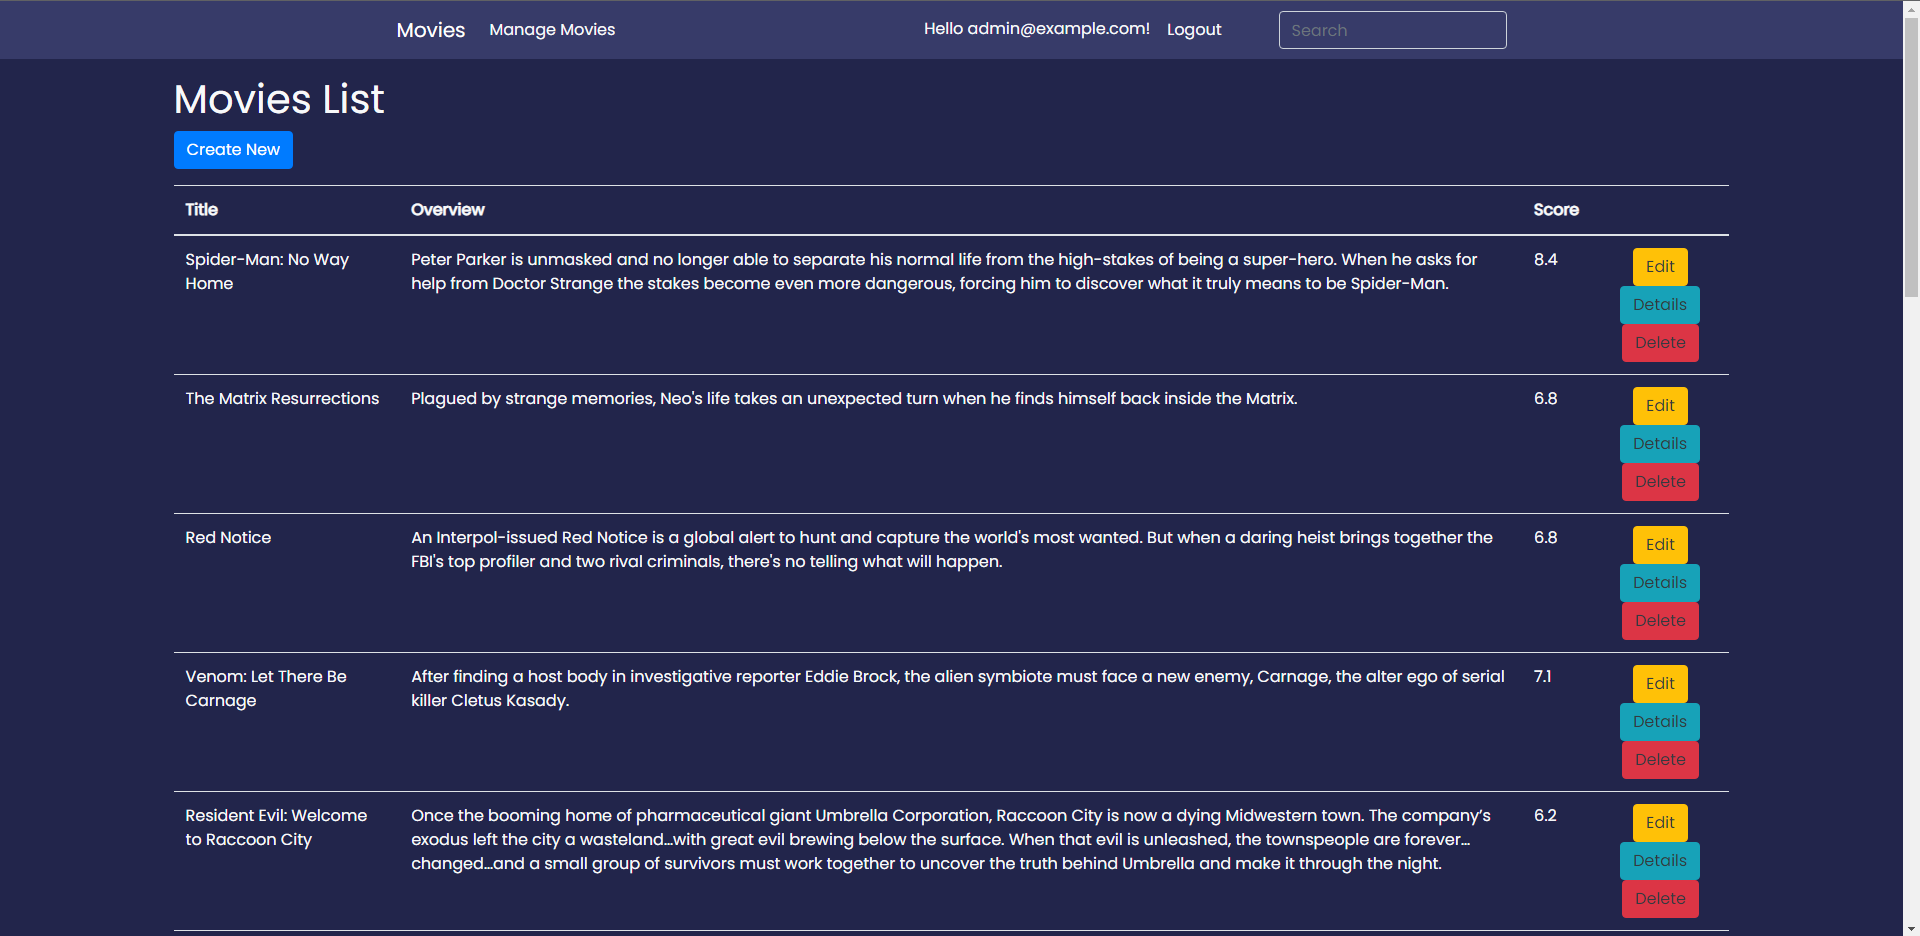 Movies Manage Movies Hello admin@example.com! Logout Search
Movies List
Create New
Title Overview Score
Spider-Man: No Way Peter Parker is unmasked and no longer able to separate his normal life from the high-stakes of being a super-hero. When he asks for 8.4 Edit
Home help from Doctor Strange the stakes become even more dangerous, forcing him to discover what it truly means to be Spider-Man.
Details
Delete
The Matrix Resurrections Plagued by strange memories, Neo's life takes an unexpected turn when he finds himself back inside the Matrix. 6.8 Edit
Details
Delete
Red Notice An Interpol-issued Red Notice is a global alert to hunt and capture the world's most wanted. But when a daring heist brings together the 6.8 Edit
FBI's top profiler and two rival criminals, there's no telling what will happen.
Details
Delete
Venom: Let There Be After finding a host body in investigative reporter Eddie Brock, the alien symbiote must face a new enemy, Carnage, the alter ego of serial 7.1 Edit
Carnage killer Cletus Kasady.
Details
Delete
Resident Evil: Welcome Once the booming home of pharmaceutical giant Umbrella Corporation, Raccoon City is now a dying Midwestern town. The company’s 6.2 Edit
to Raccoon City exodus left the city a wasteland…with great evil brewing below the surface. When that evil is unleashed, the townspeople are forever…
changed…and a small group of survivors must work together to uncover the truth behind Umbrella and make it through the night. Details
Delete